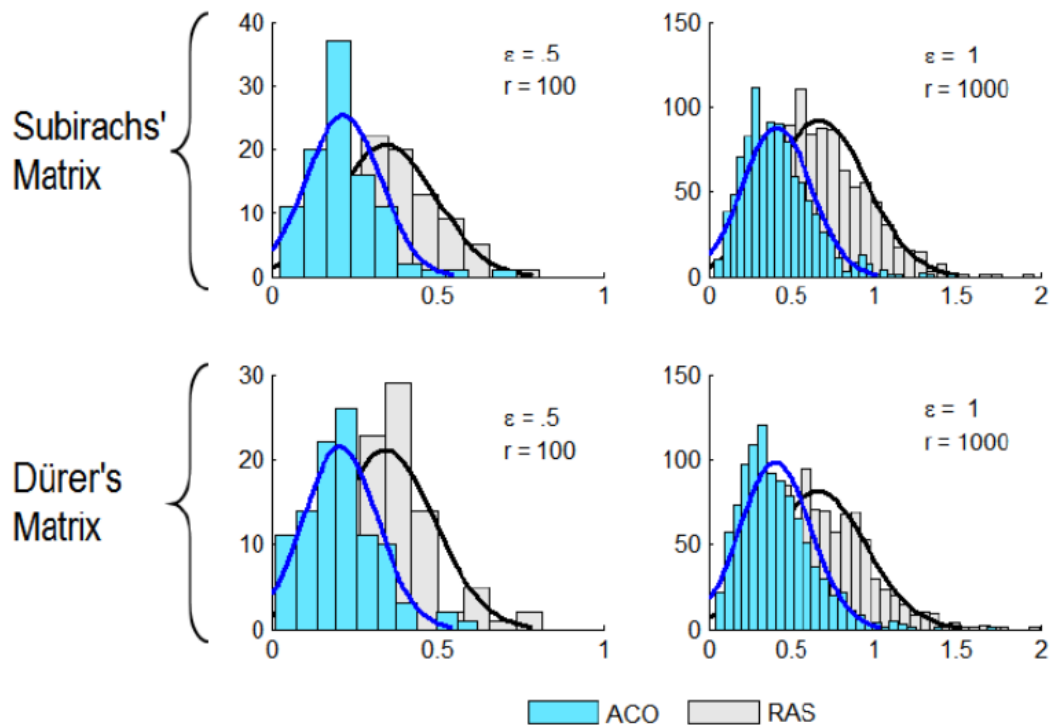 Subirachs'
Matrix
40
30
20
10
0
0
0.5
1
ε = .5
r = 100
150
100
50
0
0
0.5
1
1.5
2
ε = 1
r = 1000
Dürer's
Matrix
30
20
10
0
0
0.5
1
ε = .5
r = 100
150
100
50
0
0
0.5
1
1.5
2
ε = 1
r = 1000
ACO
RAS